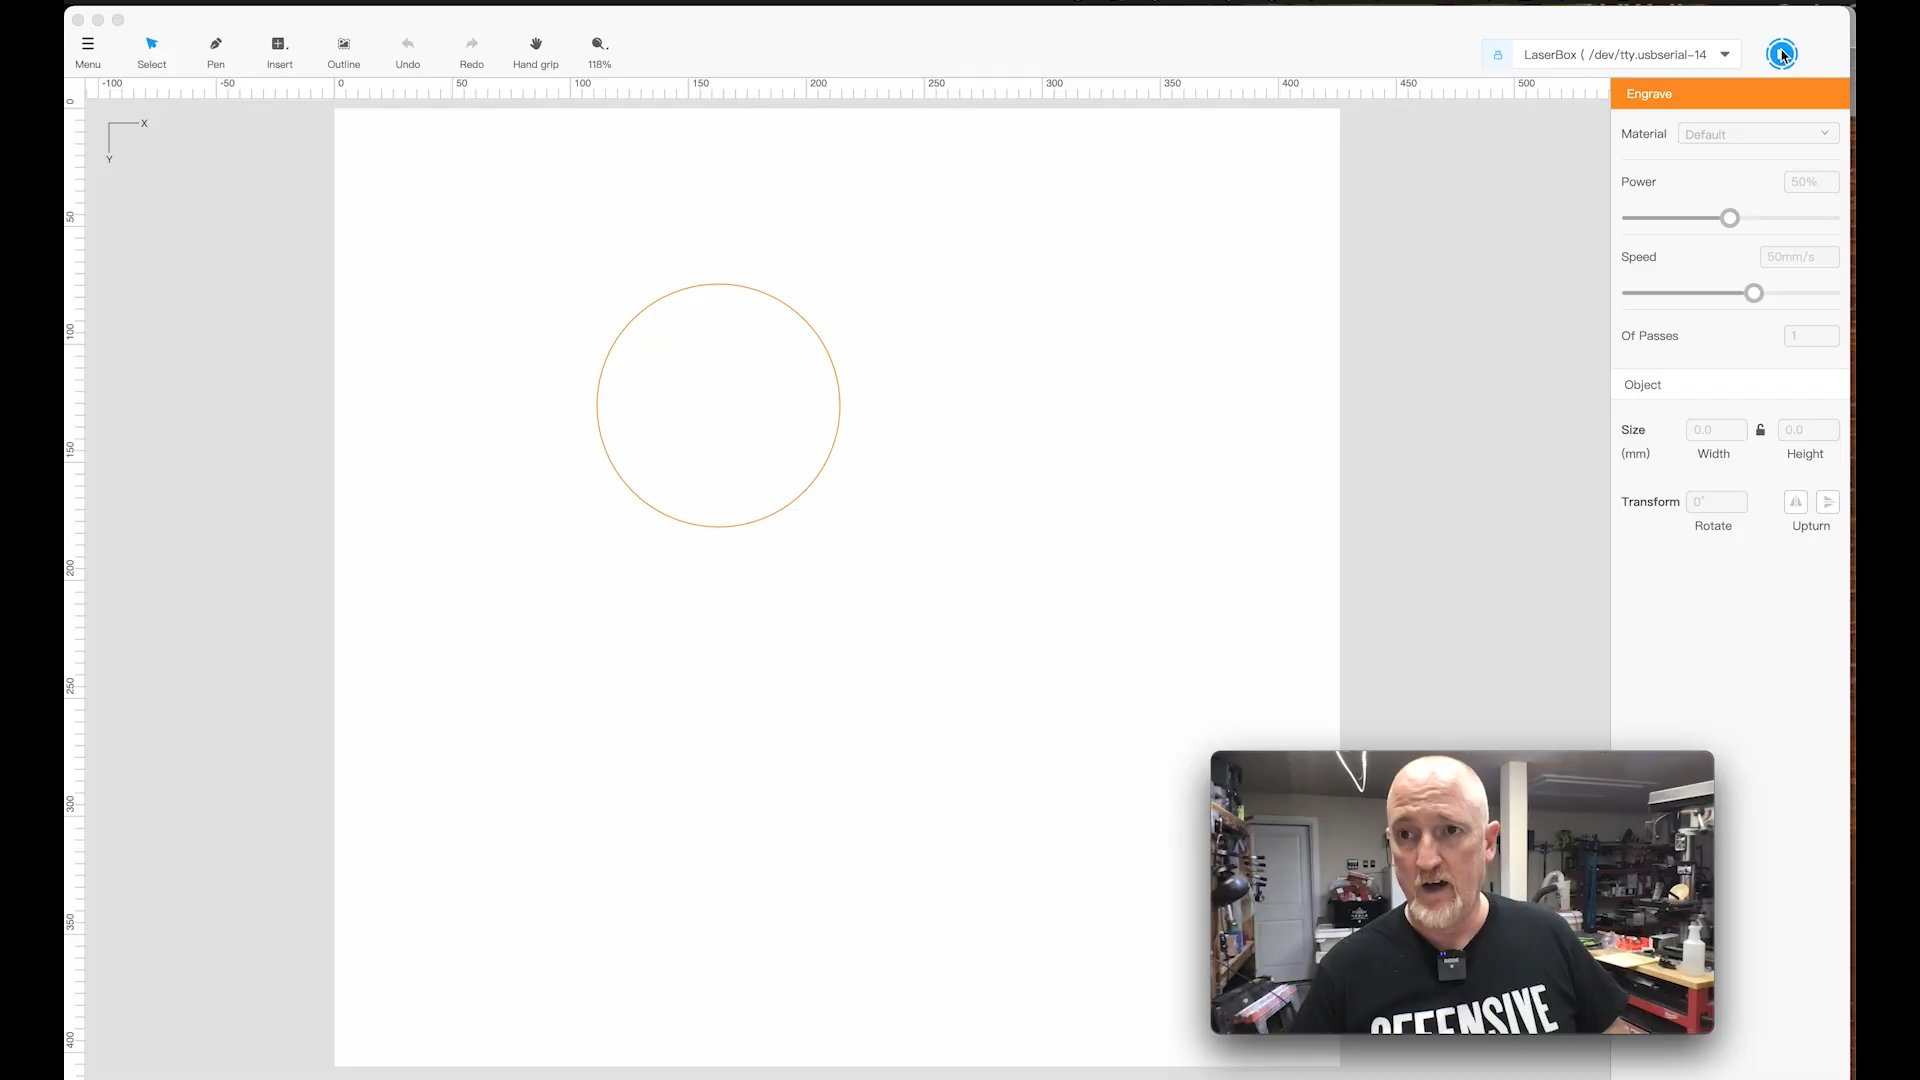 Menu
Select
Pen
Insert
Outline
Undo
Redo
Hand grip
118%
LaserBox ( /dev/tty.usbserial-14
-100
-50
0
50
100
150
200
250
300
350
400
450
500
0
50
100
150
200
250
300
350
400
X
Y
Engrave
Material
Default
Power
50%
Speed
50mm/s
Of Passes
1
Object
Size
0.0
0.0
(mm)
Width
Height
Transform
0°
Rotate
Upturn
RODE
OFFENSIVE